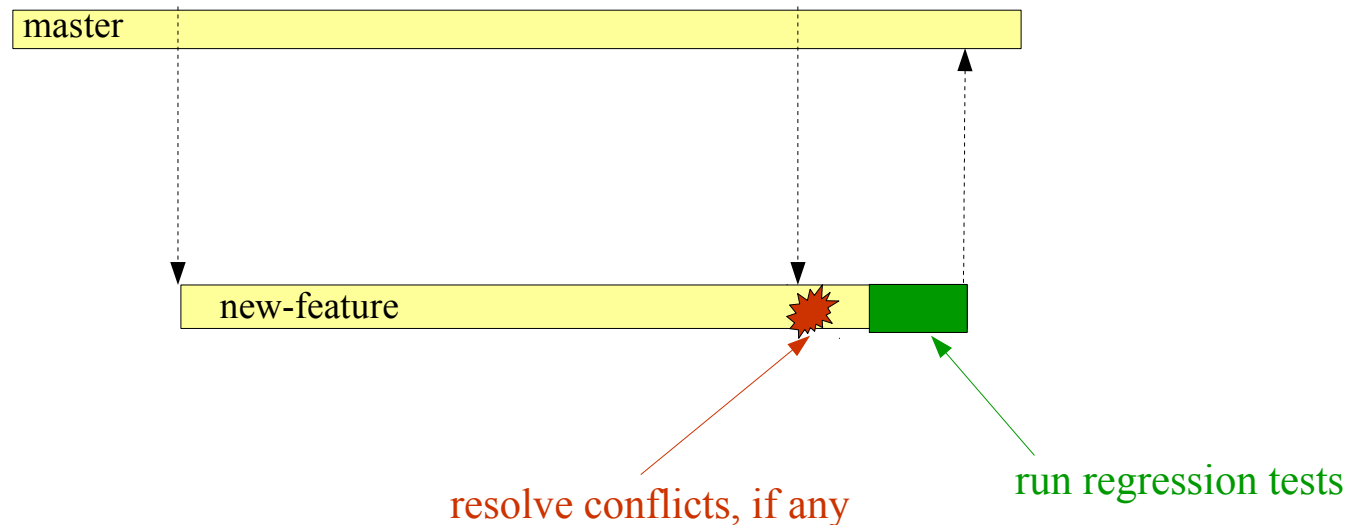 master
new-feature
run regression tests
resolve conflicts, if any